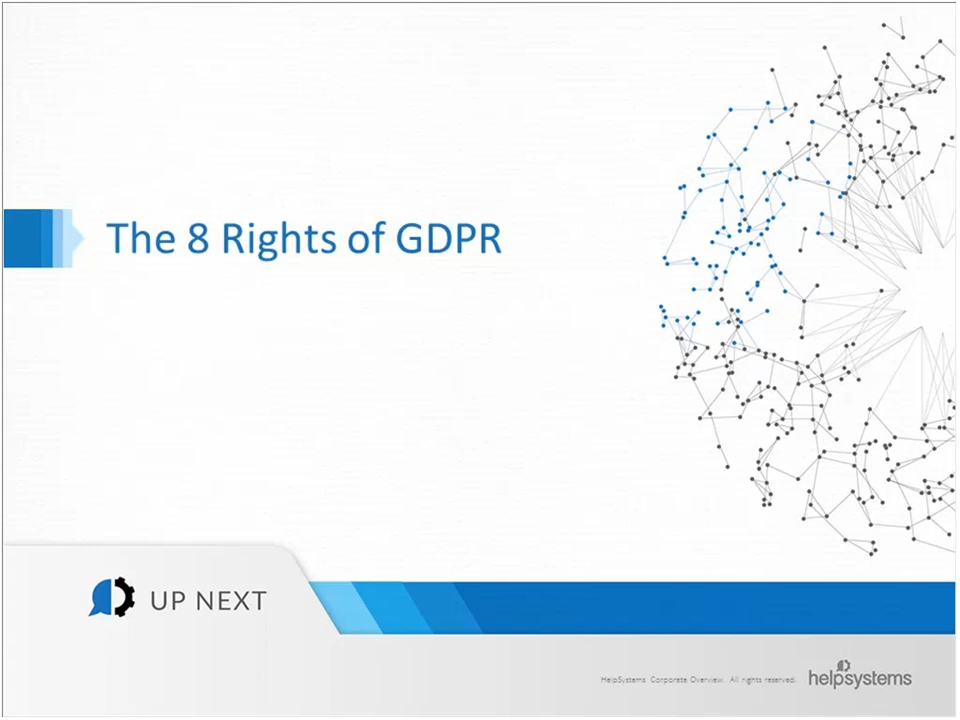 The 8 Rights of GDPR
UP NEXT
HelpSystems Corporate Overview. All rights reserved.
helpsystems